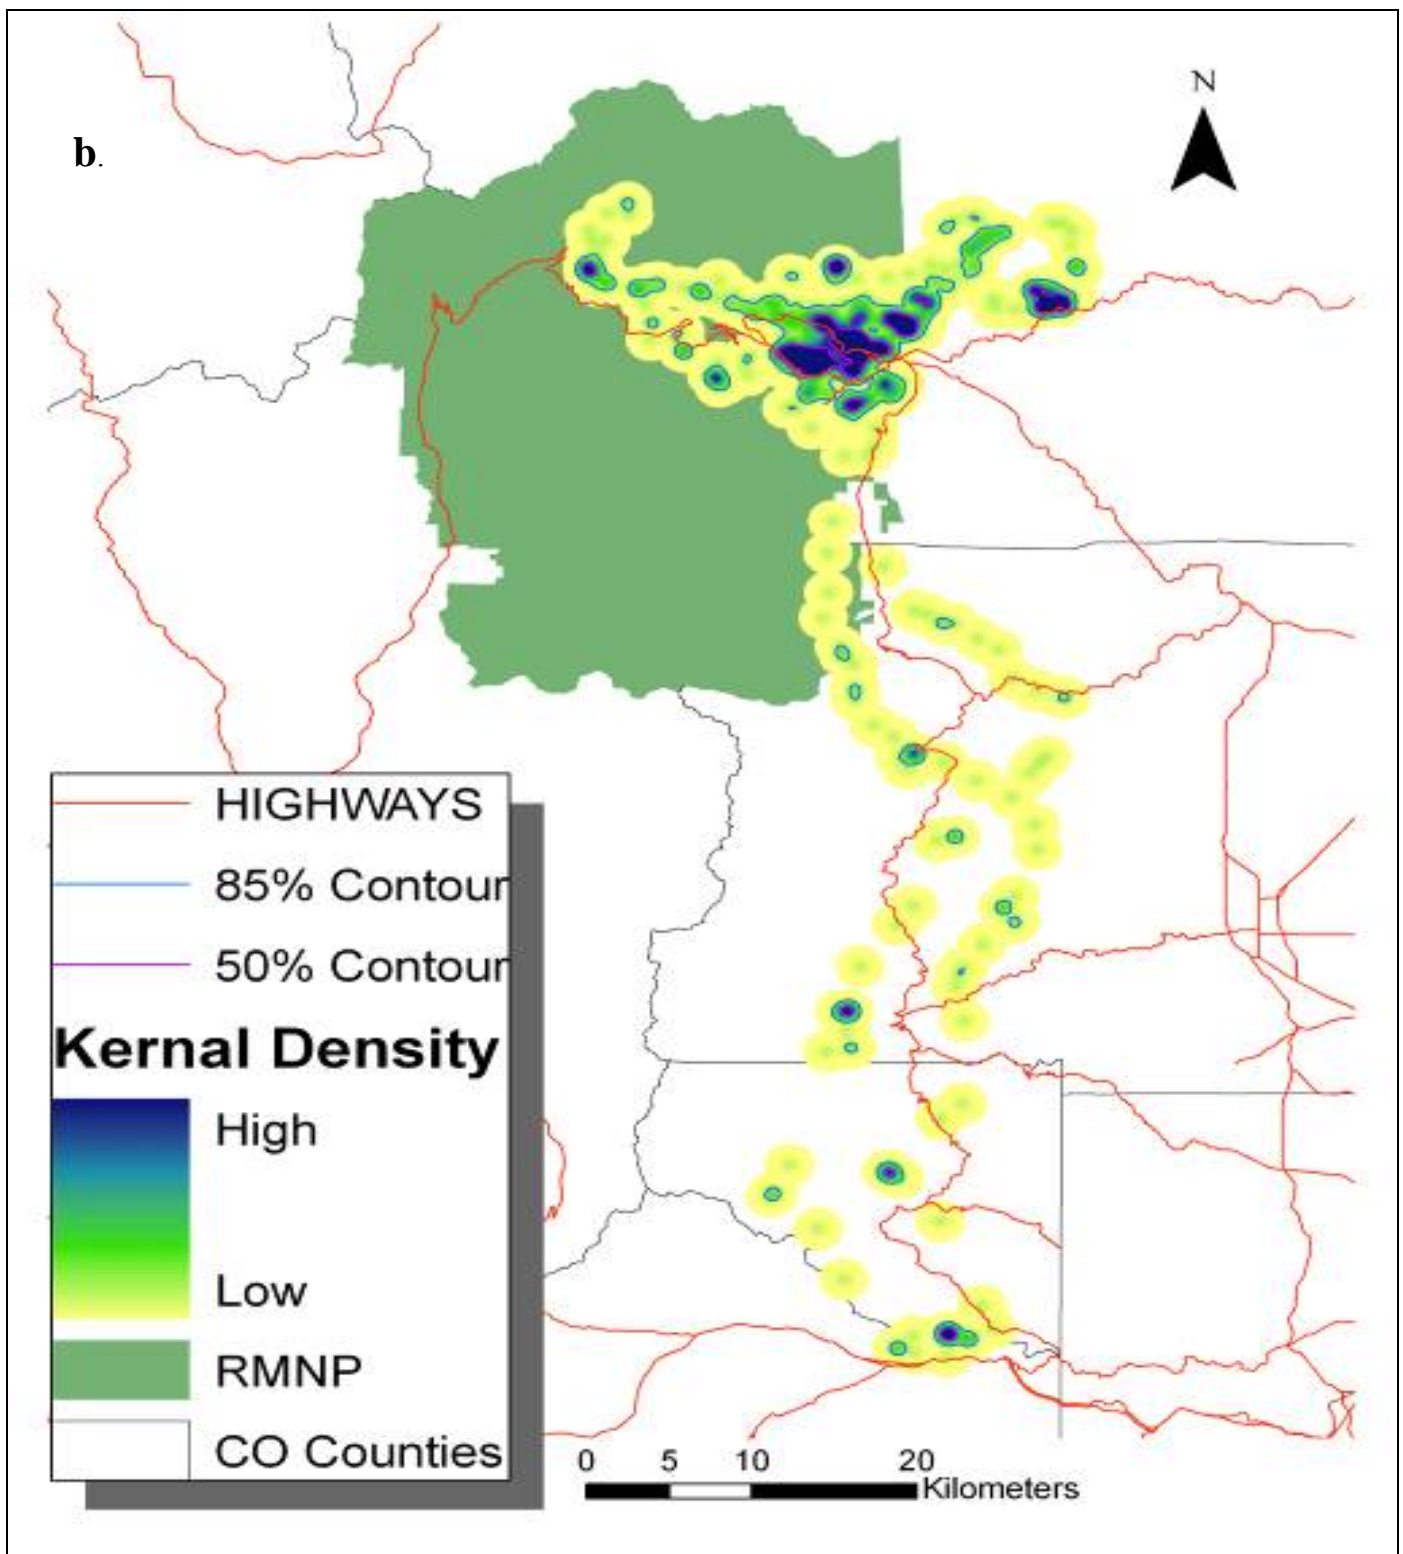 N
b.
HIGHWAYS
85% Contour
50% Contour
Kernal Density
High
Low
RMNP
CO Counties
0 5 10 20
Kilometers